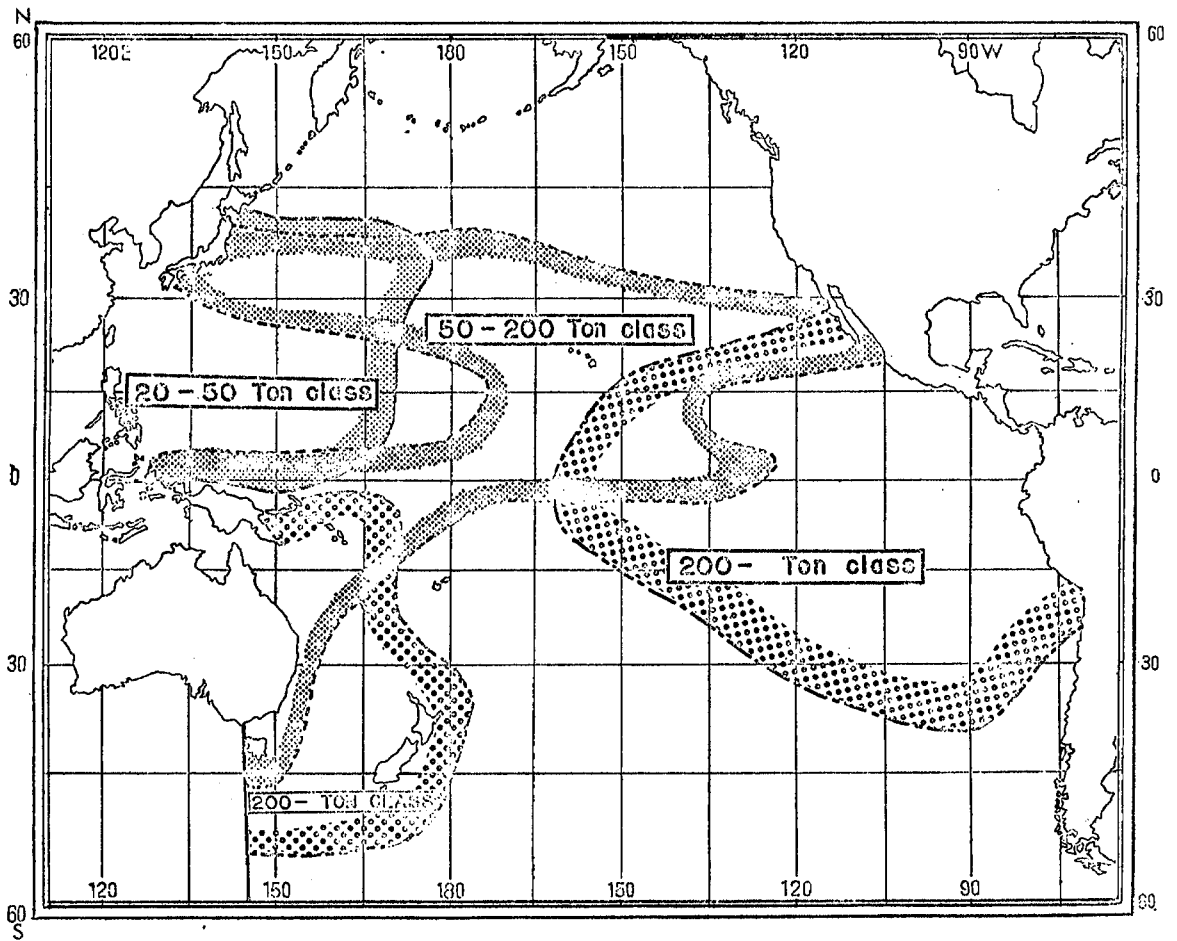 N
60 60
120E 150 180 150 120 90W
30 30
50-200 Ton class
20-50 Ton class
0 0
200- Ton class
30 30
200- TON CLASS
120 150 180 150 120 90
60 60
S